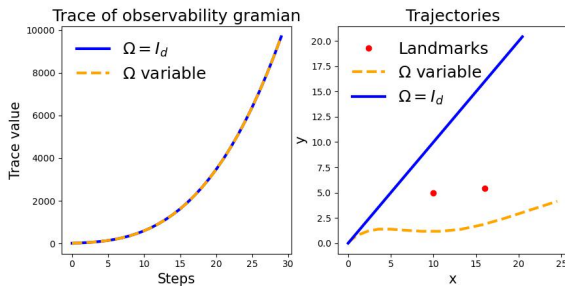 Trace of observability gramian
Trace value
10000
8000
6000
4000
2000
0
Ω = I_d
Ω variable
0 5 10 15 20 25 30
Steps
Trajectories
y
20.0
17.5
15.0
12.5
10.0
7.5
5.0
2.5
0.0
Landmarks
Ω variable
Ω = I_d
0 5 10 15 20 25
x